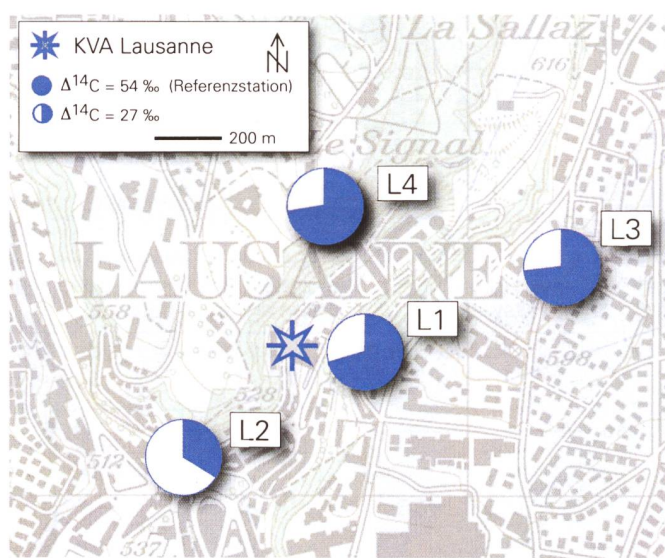 KVA Lausanne
N
Δ¹⁴C = 54 ‰ (Referenzstation)
Δ¹⁴C = 27 ‰
200 m
La Sallaz
616
Le Signal
L4
L3
LAUSANNE
558
L1
598
528
L2
512
537